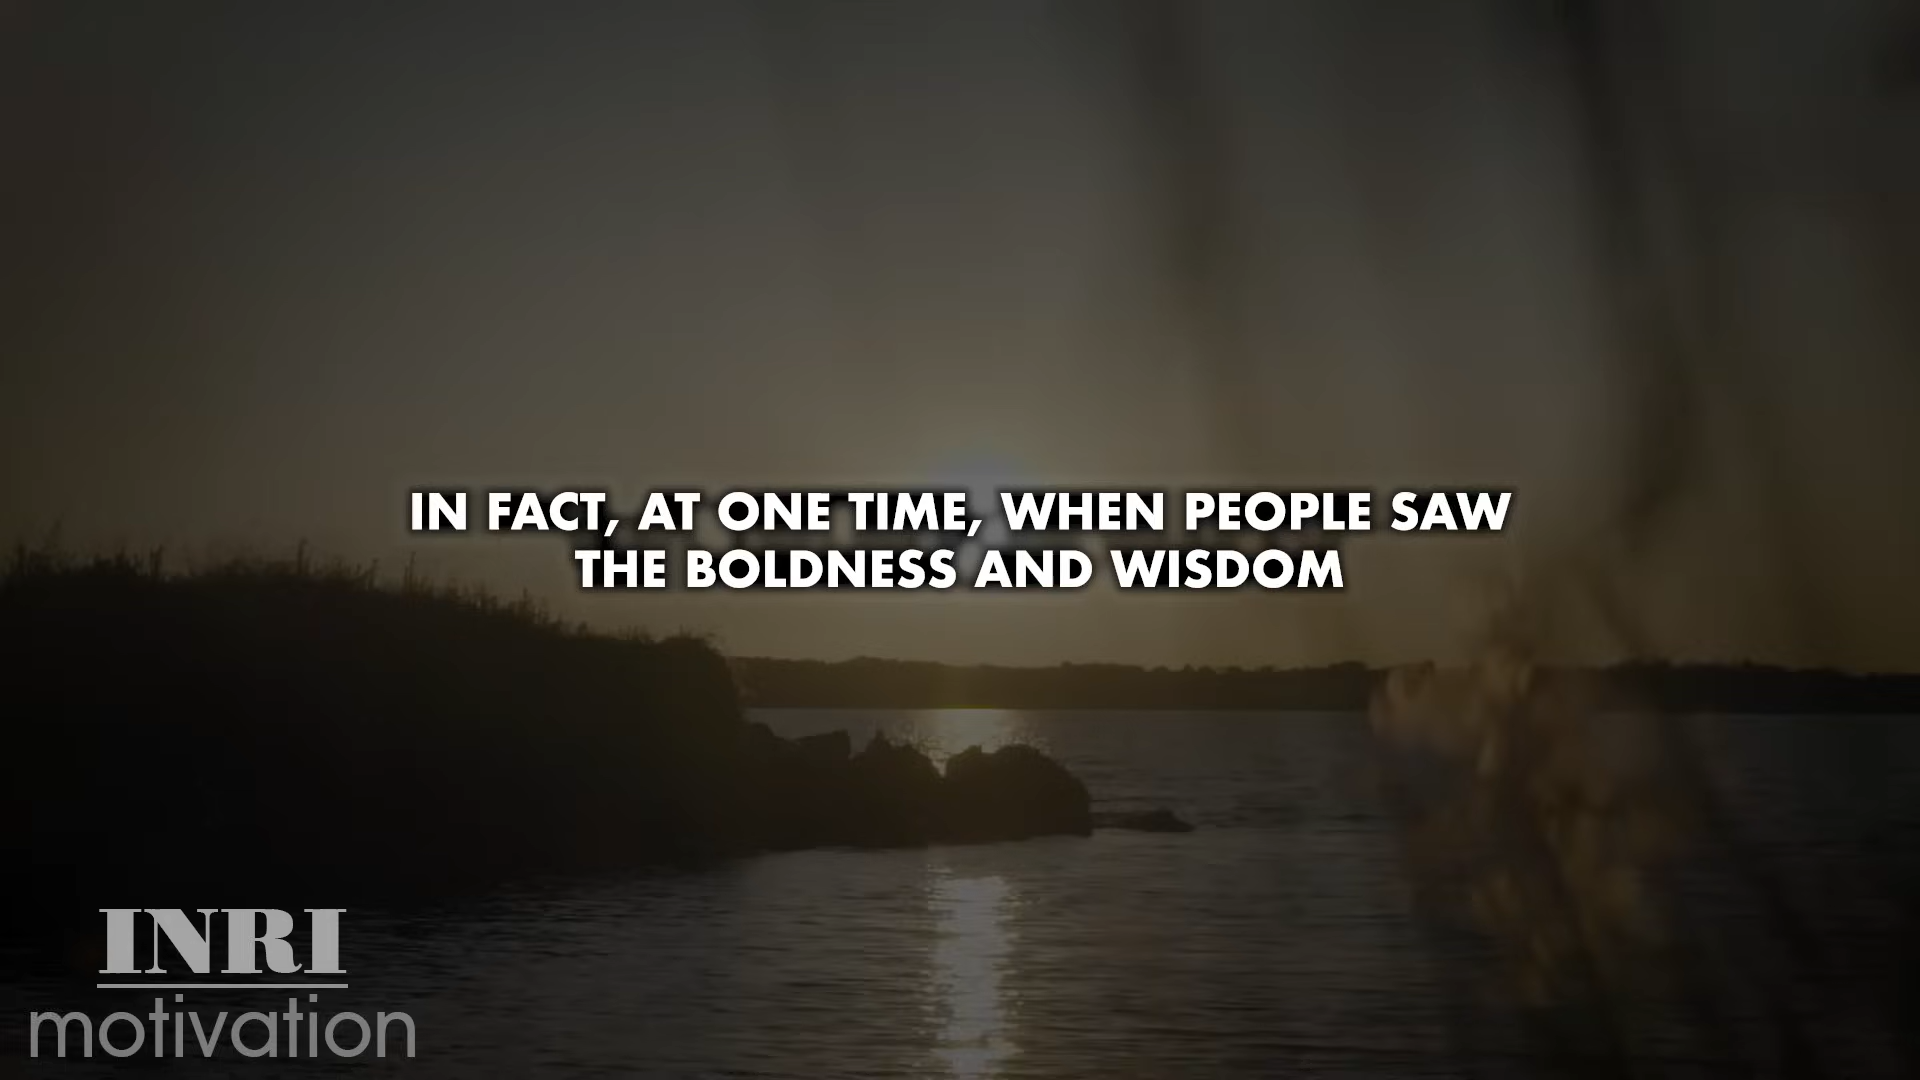 IN FACT, AT ONE TIME, WHEN PEOPLE SAW
THE BOLDNESS AND WISDOM
INRI
motivation